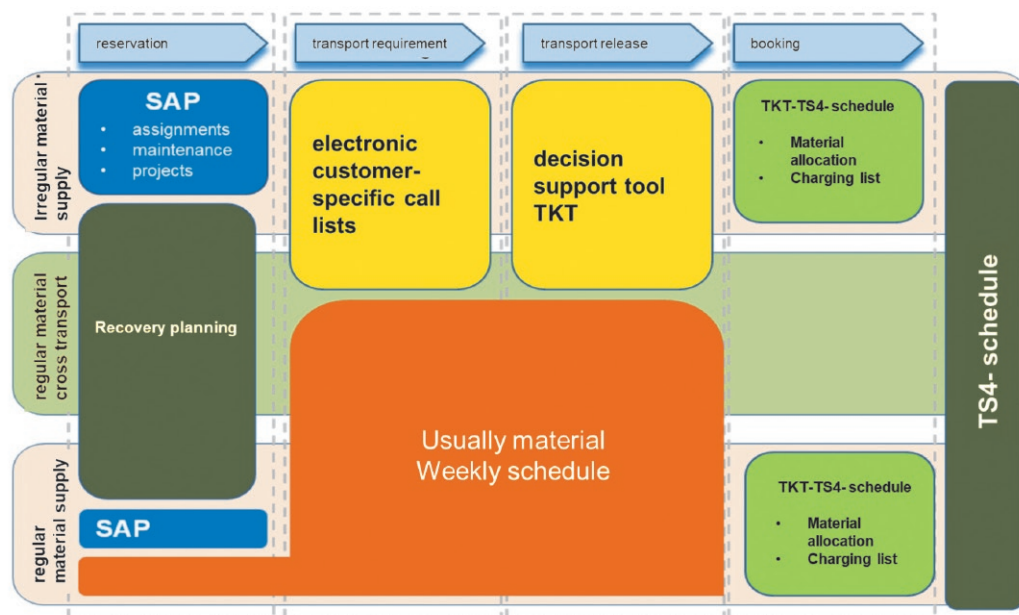 reservation
transport requirement
transport release
booking
Irregular material
supply
SAP
• assignments
• maintenance
• projects
electronic
customer-
specific call
lists
decision
support tool
TKT
TKT-TS4- schedule
• Material
allocation
• Charging list
TS4- schedule
regular material
cross transport
Recovery planning
Usually material
Weekly schedule
regular
material supply
SAP
TKT-TS4- schedule
• Material
allocation
• Charging list